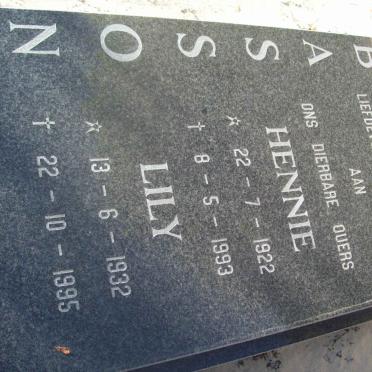 BASSON
AAN
ONS DIERBARE OUERS
HENNIE
☆ 22 - 7 - 1922
✝ 8 - 5 - 1993
LILY
☆ 13 - 6 - 1932
✝ 22 - 10 - 1995